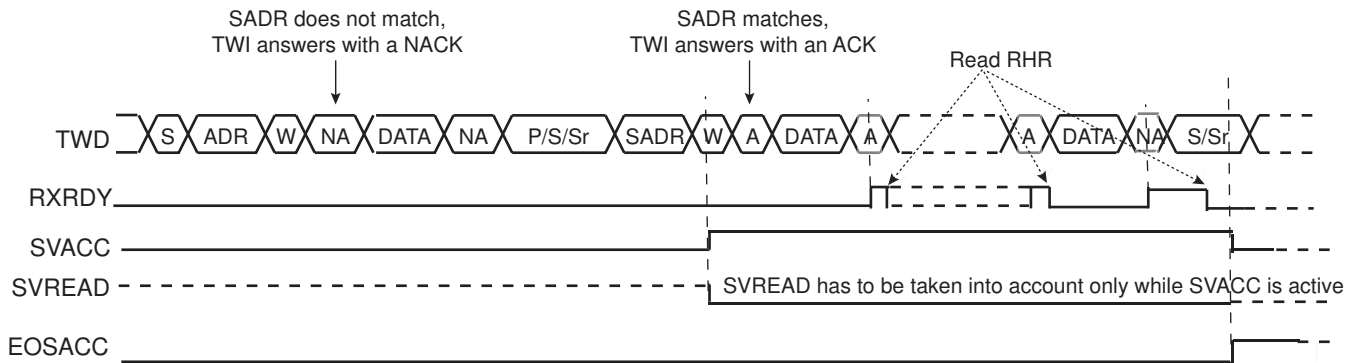 SADR does not match,
TWI answers with a NACK
SADR matches,
TWI answers with an ACK
Read RHR
TWD S ADR W NA DATA NA P/S/Sr SADR W A DATA A A DATA NA S/Sr
RXRDY
SVACC
SVREAD SVREAD has to be taken into account only while SVACC is active
EOSACC